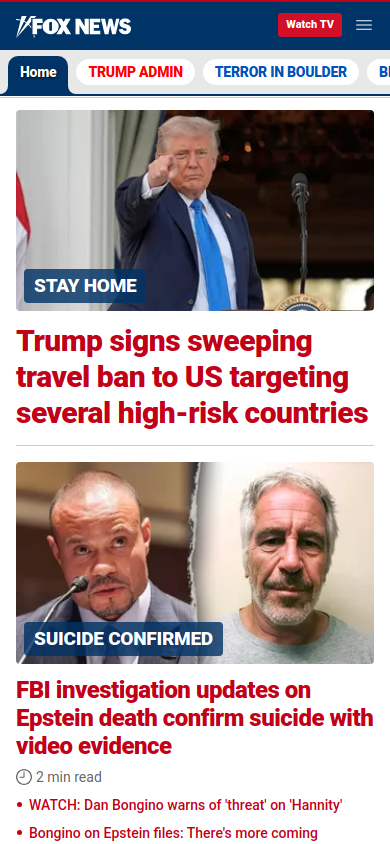 FOX NEWS
Watch TV
Home
TRUMP ADMIN
TERROR IN BOULDER
STAY HOME
Trump signs sweeping
travel ban to US targeting
several high-risk countries
SUICIDE CONFIRMED
FBI investigation updates on
Epstein death confirm suicide with
video evidence
2 min read
• WATCH: Dan Bongino warns of 'threat' on 'Hannity'
• Bongino on Epstein files: There's more coming